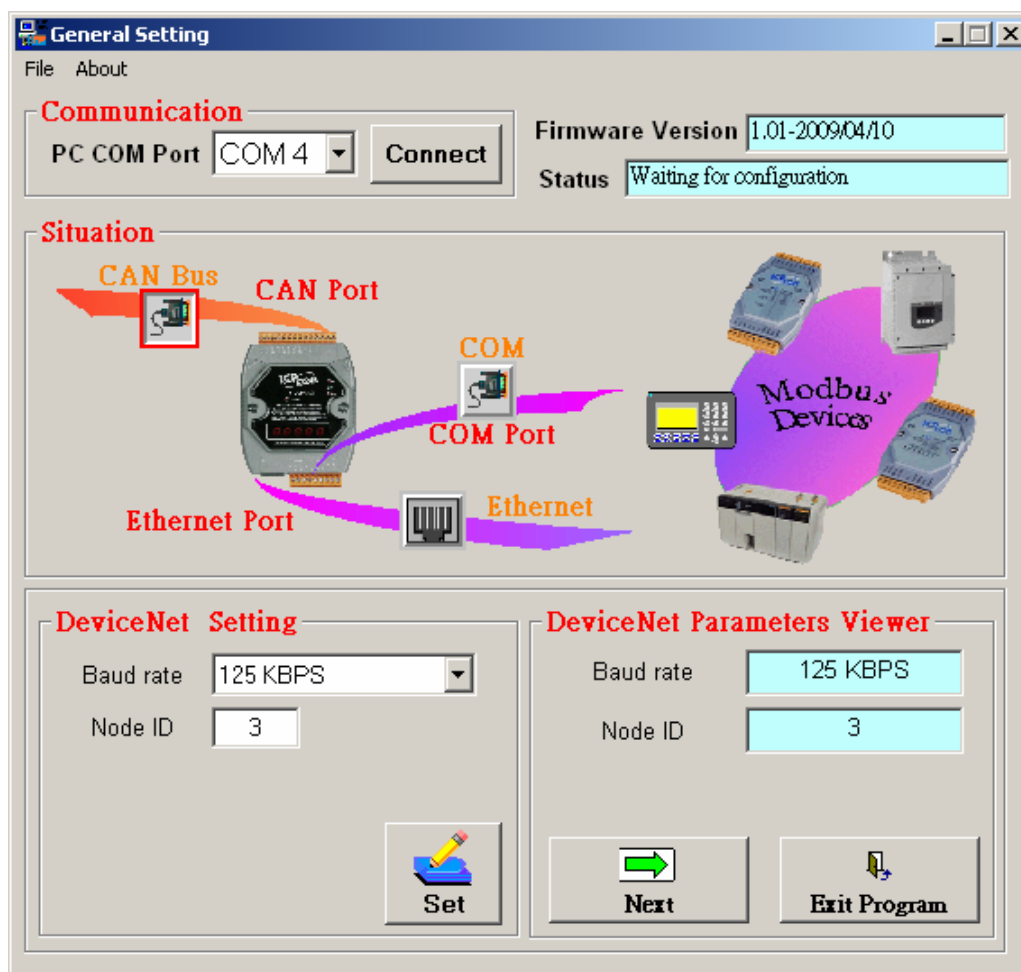 General Setting
File About
Communication
PC COM Port COM 4 Connect
Firmware Version 1.01-2009/04/10
Status Waiting for configuration
Situation
CAN Bus
CAN Port
COM
COM Port
Modbus
Devices
Ethernet Port
Ethernet
DeviceNet Setting
Baud rate 125 KBPS
Node ID 3
Set
DeviceNet Parameters Viewer
Baud rate 125 KBPS
Node ID 3
Next
Exit Program